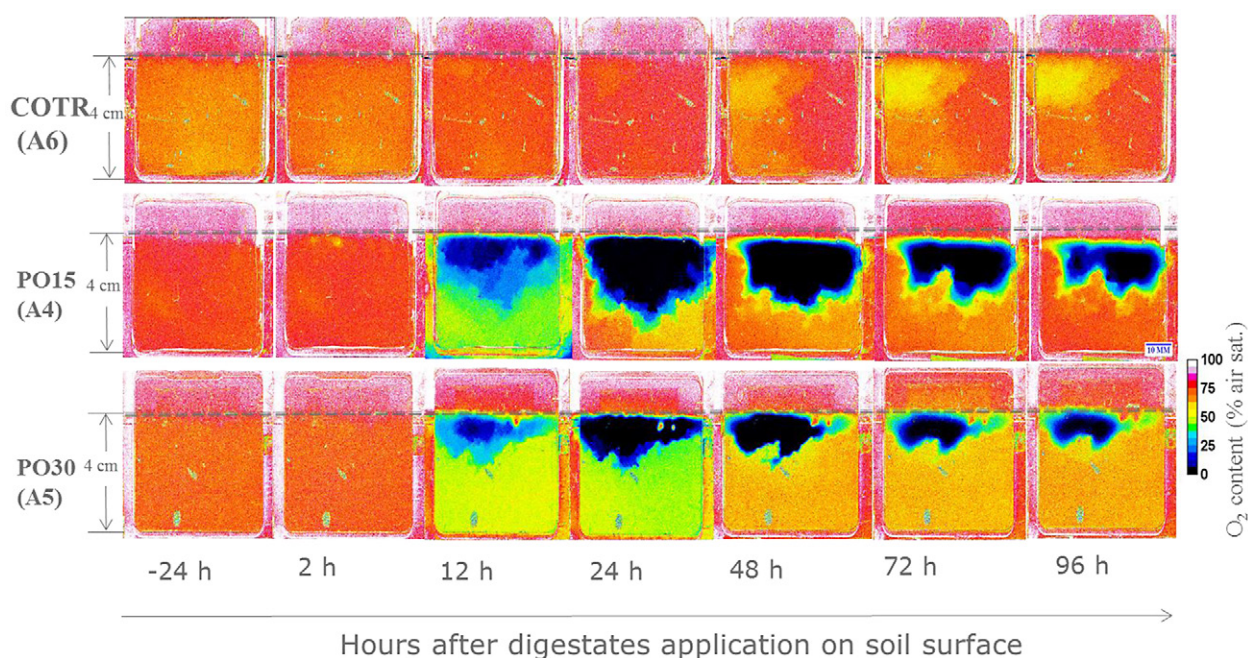 COTR
(A6)
4 cm
PO15
(A4)
4 cm
10 MM
PO30
(A5)
4 cm
100
75
50
25
0
O₂ content (% air sat.)
-24 h 2 h 12 h 24 h 48 h 72 h 96 h
Hours after digestates application on soil surface